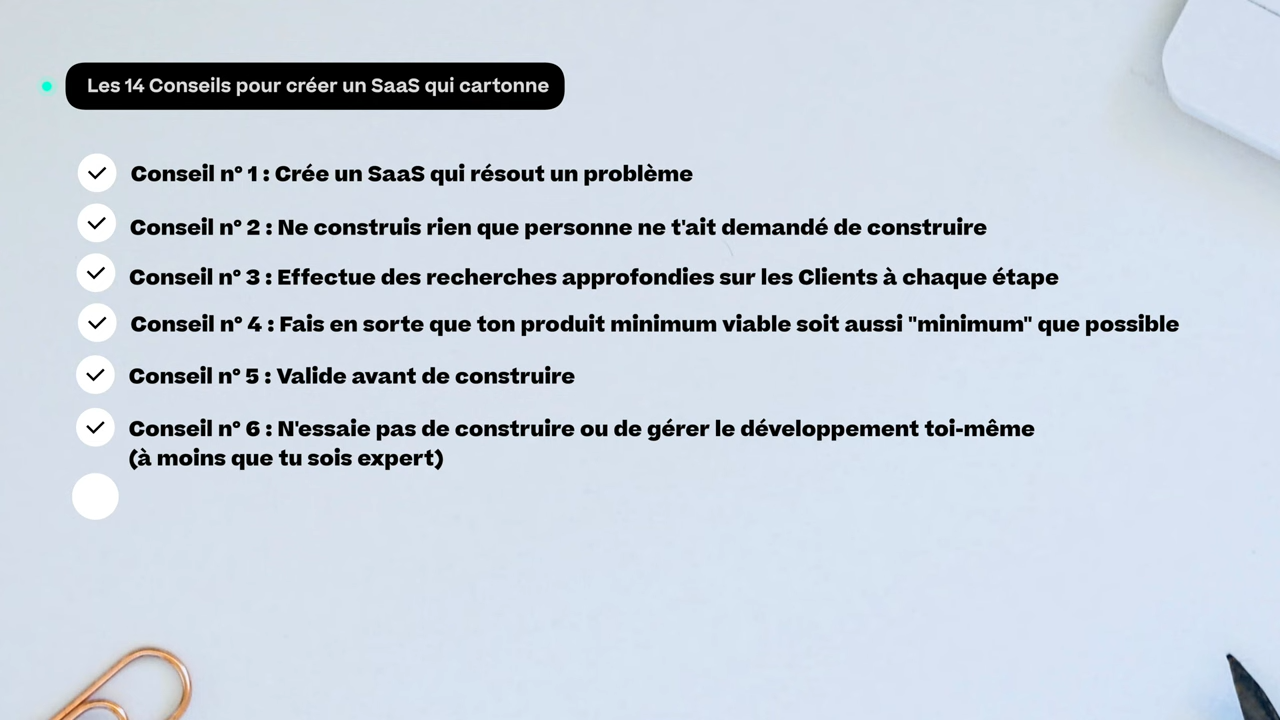 Les 14 Conseils pour créer un SaaS qui cartonne
Conseil n° 1 : Crée un SaaS qui résout un problème
Conseil n° 2 : Ne construis rien que personne ne t'ait demandé de construire
Conseil n° 3 : Effectue des recherches approfondies sur les Clients à chaque étape
Conseil n° 4 : Fais en sorte que ton produit minimum viable soit aussi "minimum" que possible
Conseil n° 5 : Valide avant de construire
Conseil n° 6 : N'essaie pas de construire ou de gérer le développement toi-même
(à moins que tu sois expert)